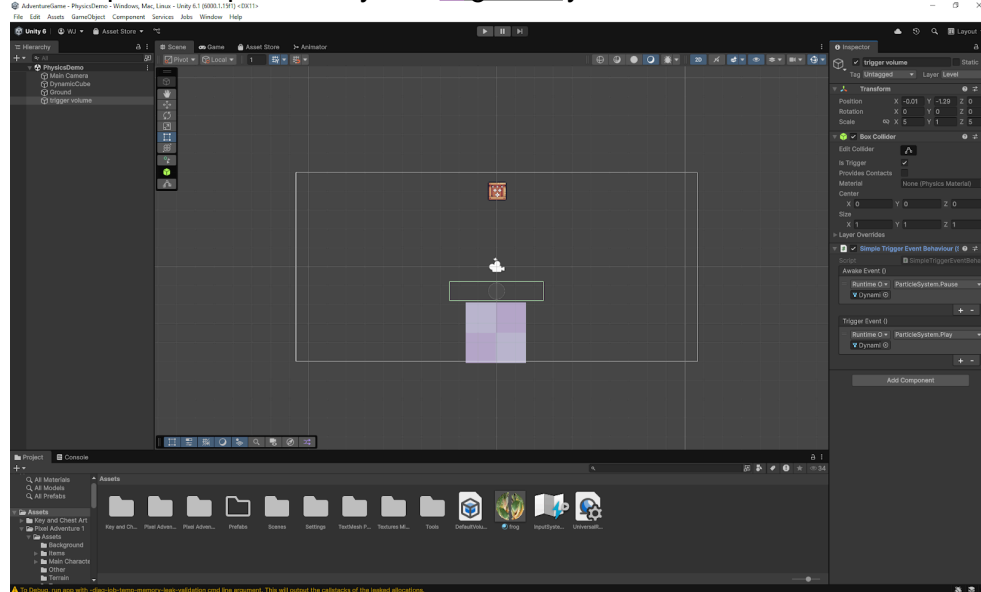 AdventureGame - PhysicsDemo - Windows, Mac, Linux - Unity 6.1 (6000.1.15f1) <DX11>
File Edit Assets GameObject Component Services Jobs Window Help
Unity 6 WJ Asset Store Layout
Hierarchy
All
PhysicsDemo
Main Camera
DynamicCube
Ground
trigger volume
Scene Game Asset Store Animator
Pivot Local 1 2D
Inspector
trigger volume Static
Tag Untagged Layer Level
Transform
Position X -0.01 Y -1.29 Z 0
Rotation X 0 Y 0 Z 0
Scale X 5 Y 1 Z 5
Box Collider
Edit Collider
Is Trigger
Provides Contacts
Material None (Physics Material)
Center
X 0 Y 0 Z 0
Size
X 1 Y 1 Z 1
Layer Overrides
Simple Trigger Event Behaviour (
Script SimpleTriggerEventBeha
Awake Event ()
Runtime O ParticleSystem.Pause
Dynami
+ -
Trigger Event ()
Runtime O ParticleSystem.Play
Dynami
+ -
Add Component
Project Console
34
All Materials
All Models
All Prefabs
Assets
Key and Chest Art
Pixel Adventure 1
Assets
Background
Items
Main Characte
Other
Terrain
Assets
Key and Ch... Pixel Adven... Pixel Adven... Prefabs Scenes Settings TextMesh P... Textures Mi... Tools DefaultVolu... frog InputSyste... UniversalR...
To Debug, run app with -diag-job-temp-memory-leak-validation cmd line argument. This will output the callstacks of the leaked allocations.